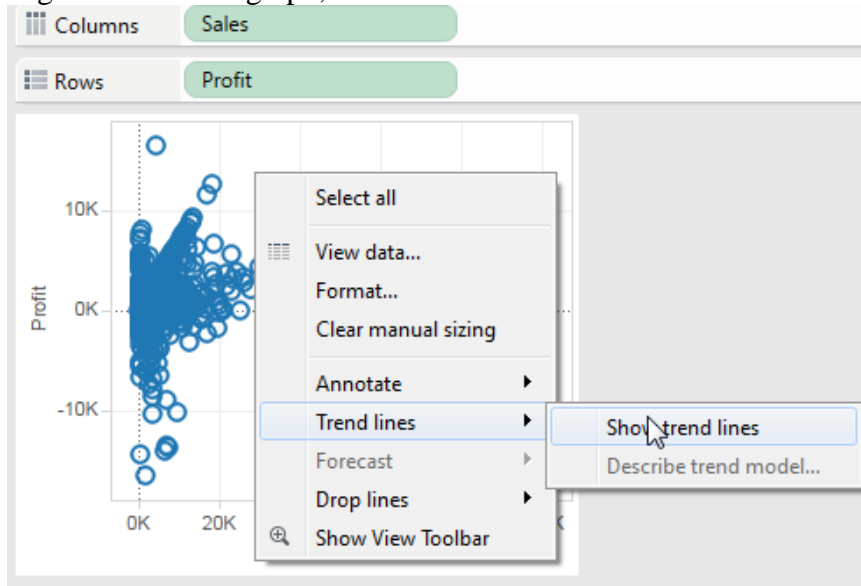 Columns Sales
Rows Profit
Select all
10K
View data...
Format...
Profit
0K
Clear manual sizing
Annotate
-10K
Trend lines
Show trend lines
Forecast
Describe trend model...
Drop lines
0K 20K K
Show View Toolbar